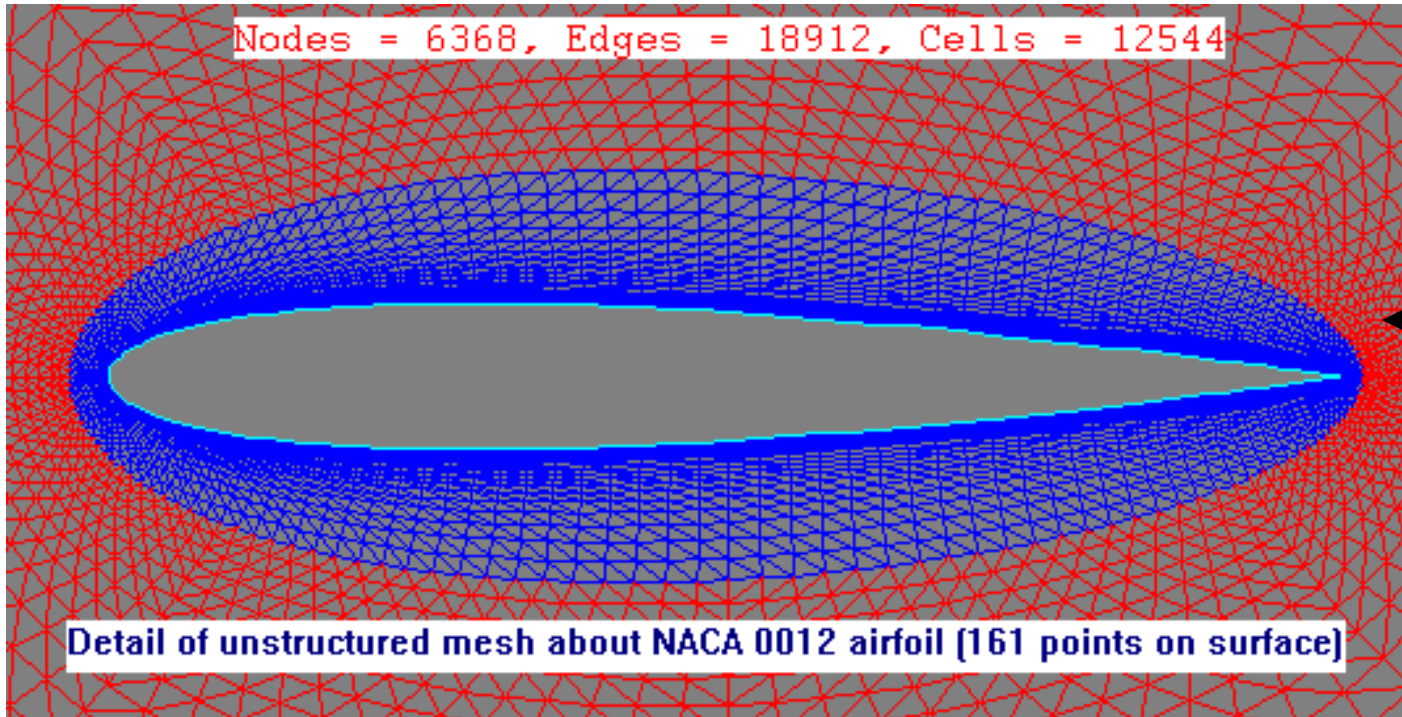 Nodes = 6368, Edges = 18912, Cells = 12544
Detail of unstructured mesh about NACA 0012 airfoil (161 points on surface)